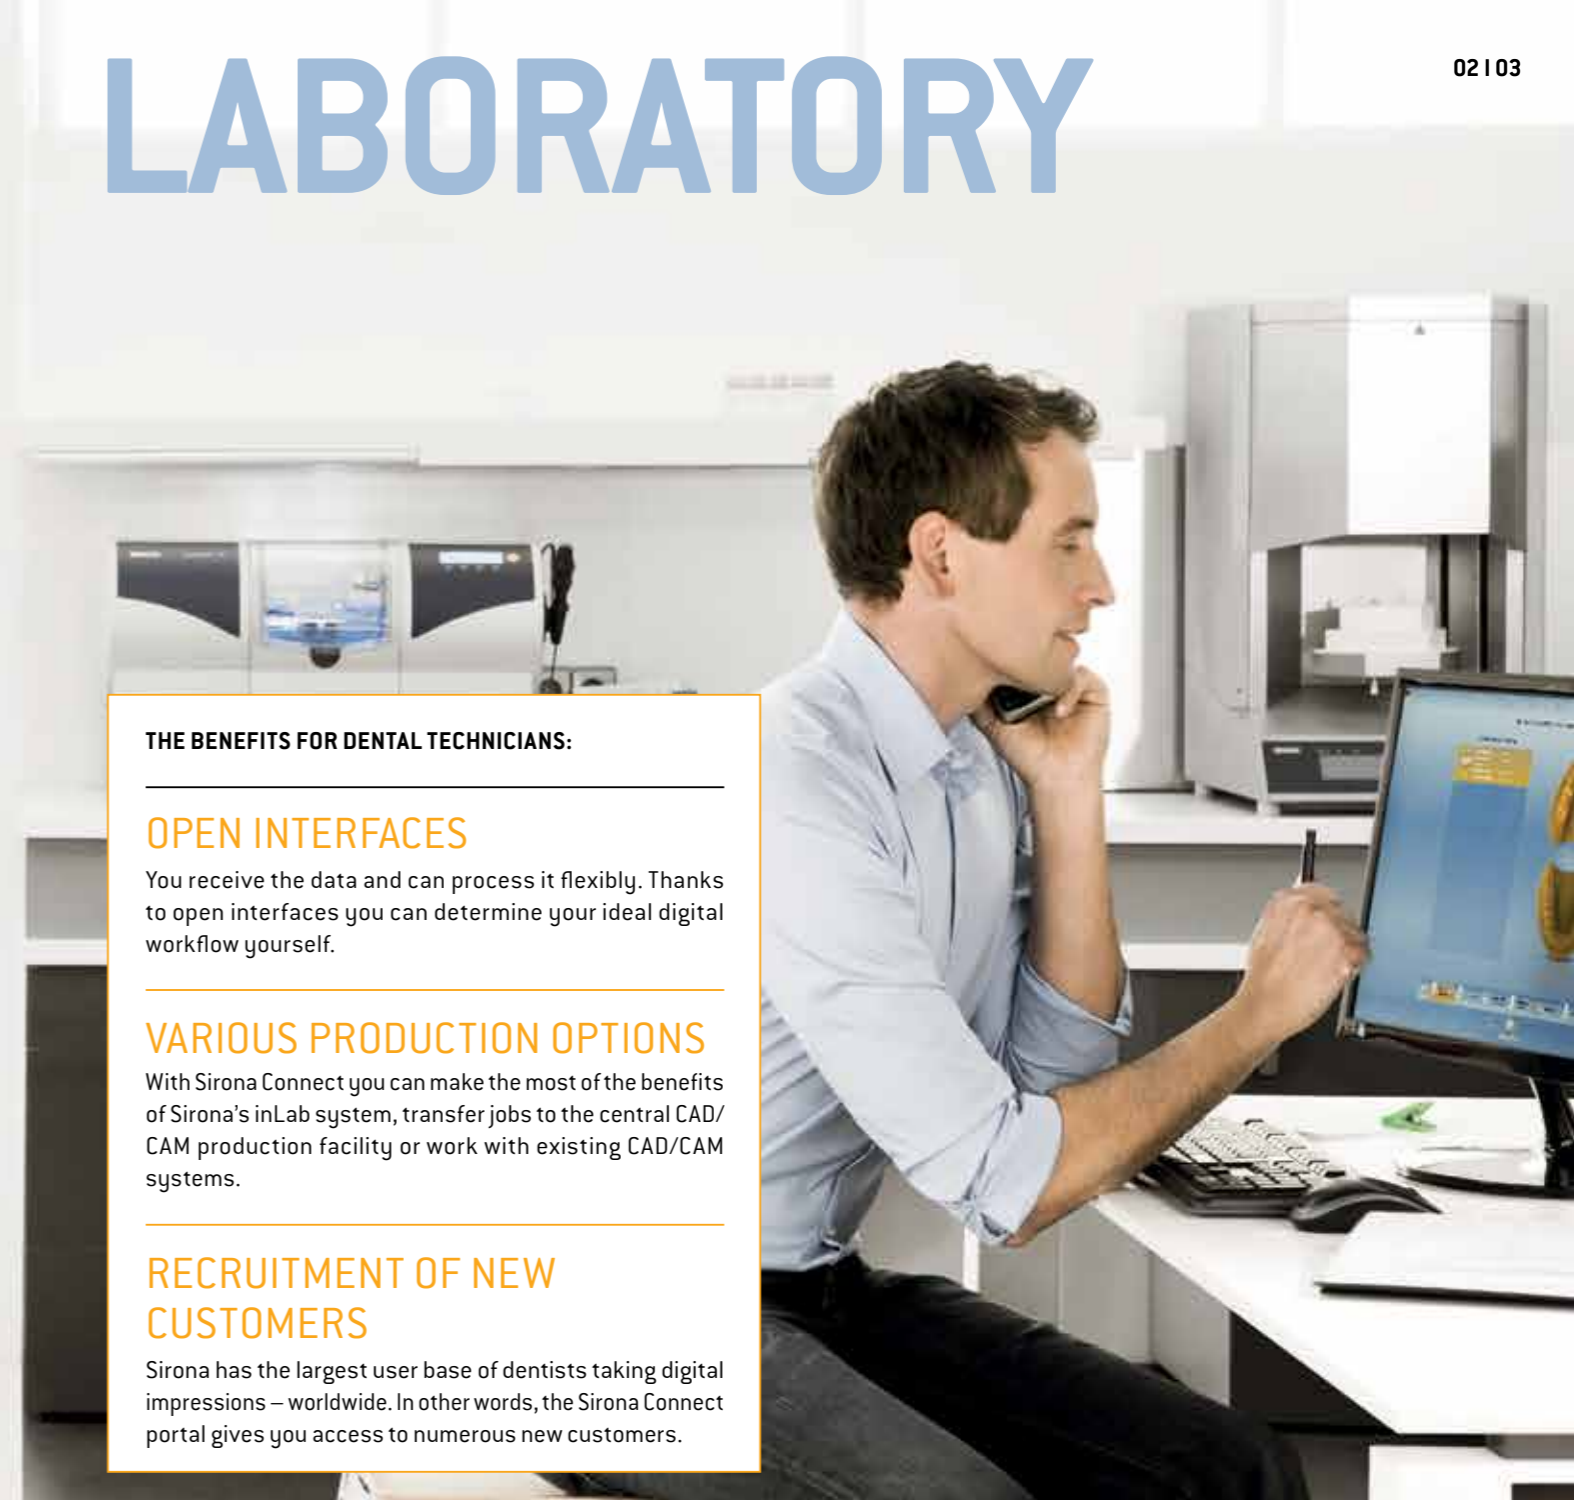 LABORATORY
02 I 03
THE BENEFITS FOR DENTAL TECHNICIANS:
OPEN INTERFACES
You receive the data and can process it flexibly. Thanks
to open interfaces you can determine your ideal digital
workflow yourself.
VARIOUS PRODUCTION OPTIONS
With Sirona Connect you can make the most of the benefits
of Sirona’s inLab system, transfer jobs to the central CAD/
CAM production facility or work with existing CAD/CAM
systems.
RECRUITMENT OF NEW
CUSTOMERS
Sirona has the largest user base of dentists taking digital
impressions – worldwide. In other words, the Sirona Connect
portal gives you access to numerous new customers.